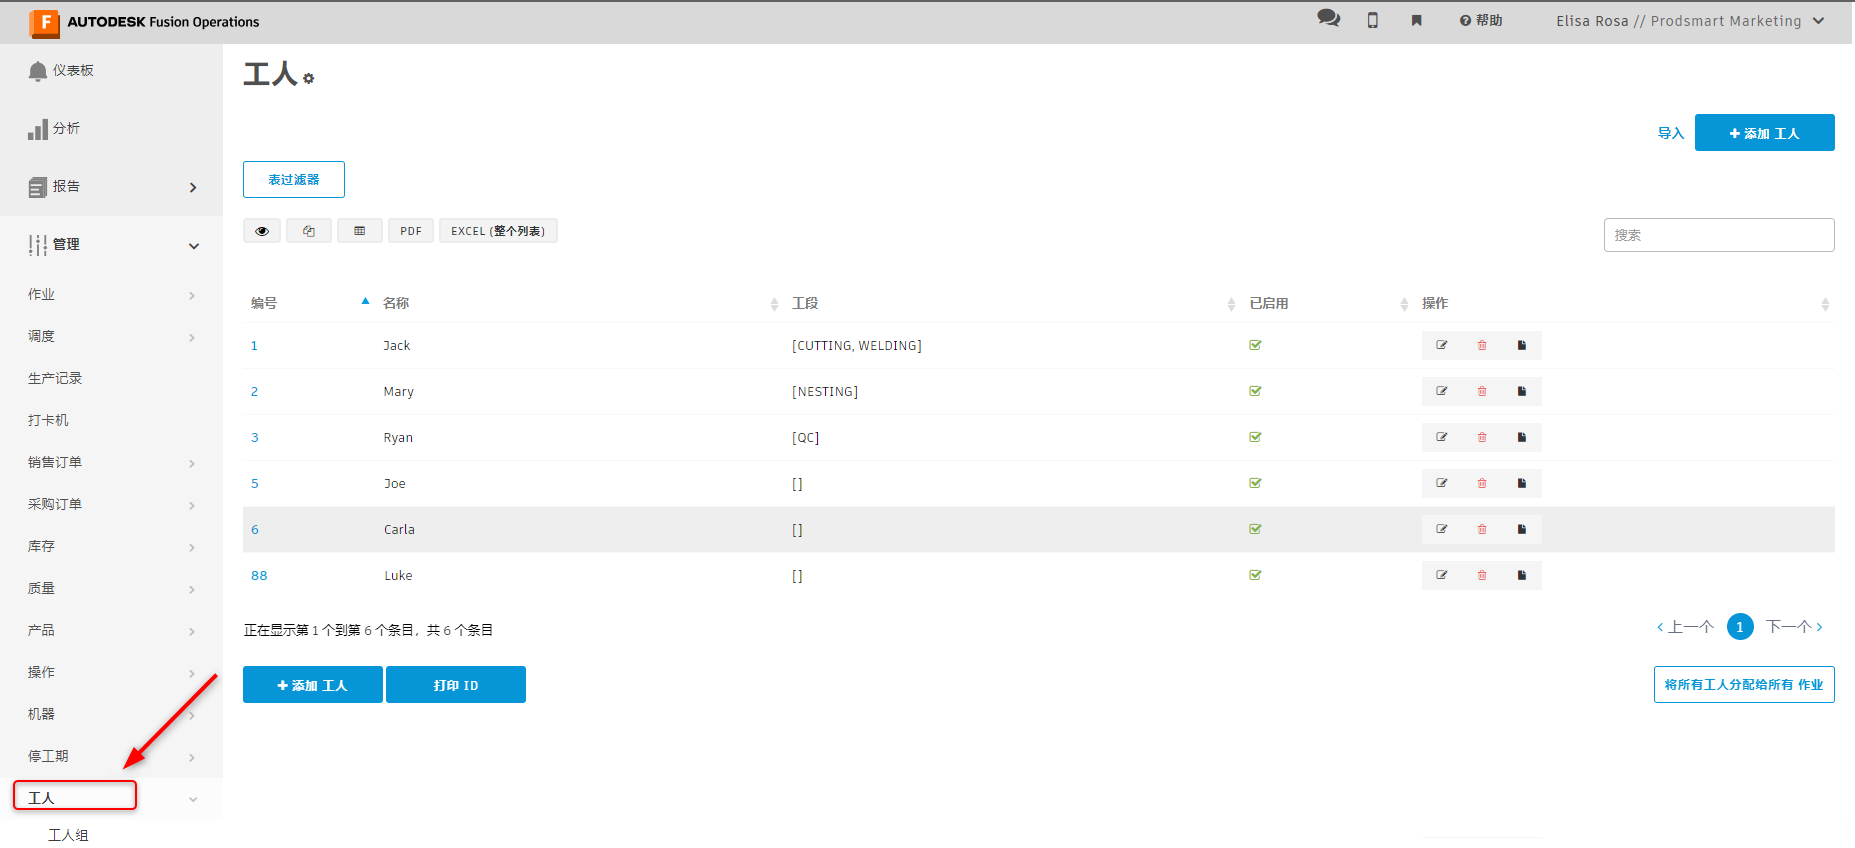 F AUTODESK Fusion Operations
帮助
Elisa Rosa // Prodsmart Marketing
仪表板
分析
报告
管理
作业
调度
生产记录
打卡机
销售订单
采购订单
库存
质量
产品
操作
机器
停工期
工人
工人组
工人
导入
添加 工人
表过滤器
PDF
EXCEL (整个列表)
搜索
编号 名称 工段 已启用 操作
1 Jack [CUTTING, WELDING]
2 Mary [NESTING]
3 Ryan [QC]
5 Joe []
6 Carla []
88 Luke []
正在显示第 1 个到第 6 个条目，共 6 个条目
上一个 1 下一个
添加 工人
打印 ID
将所有工人分配给所有 作业